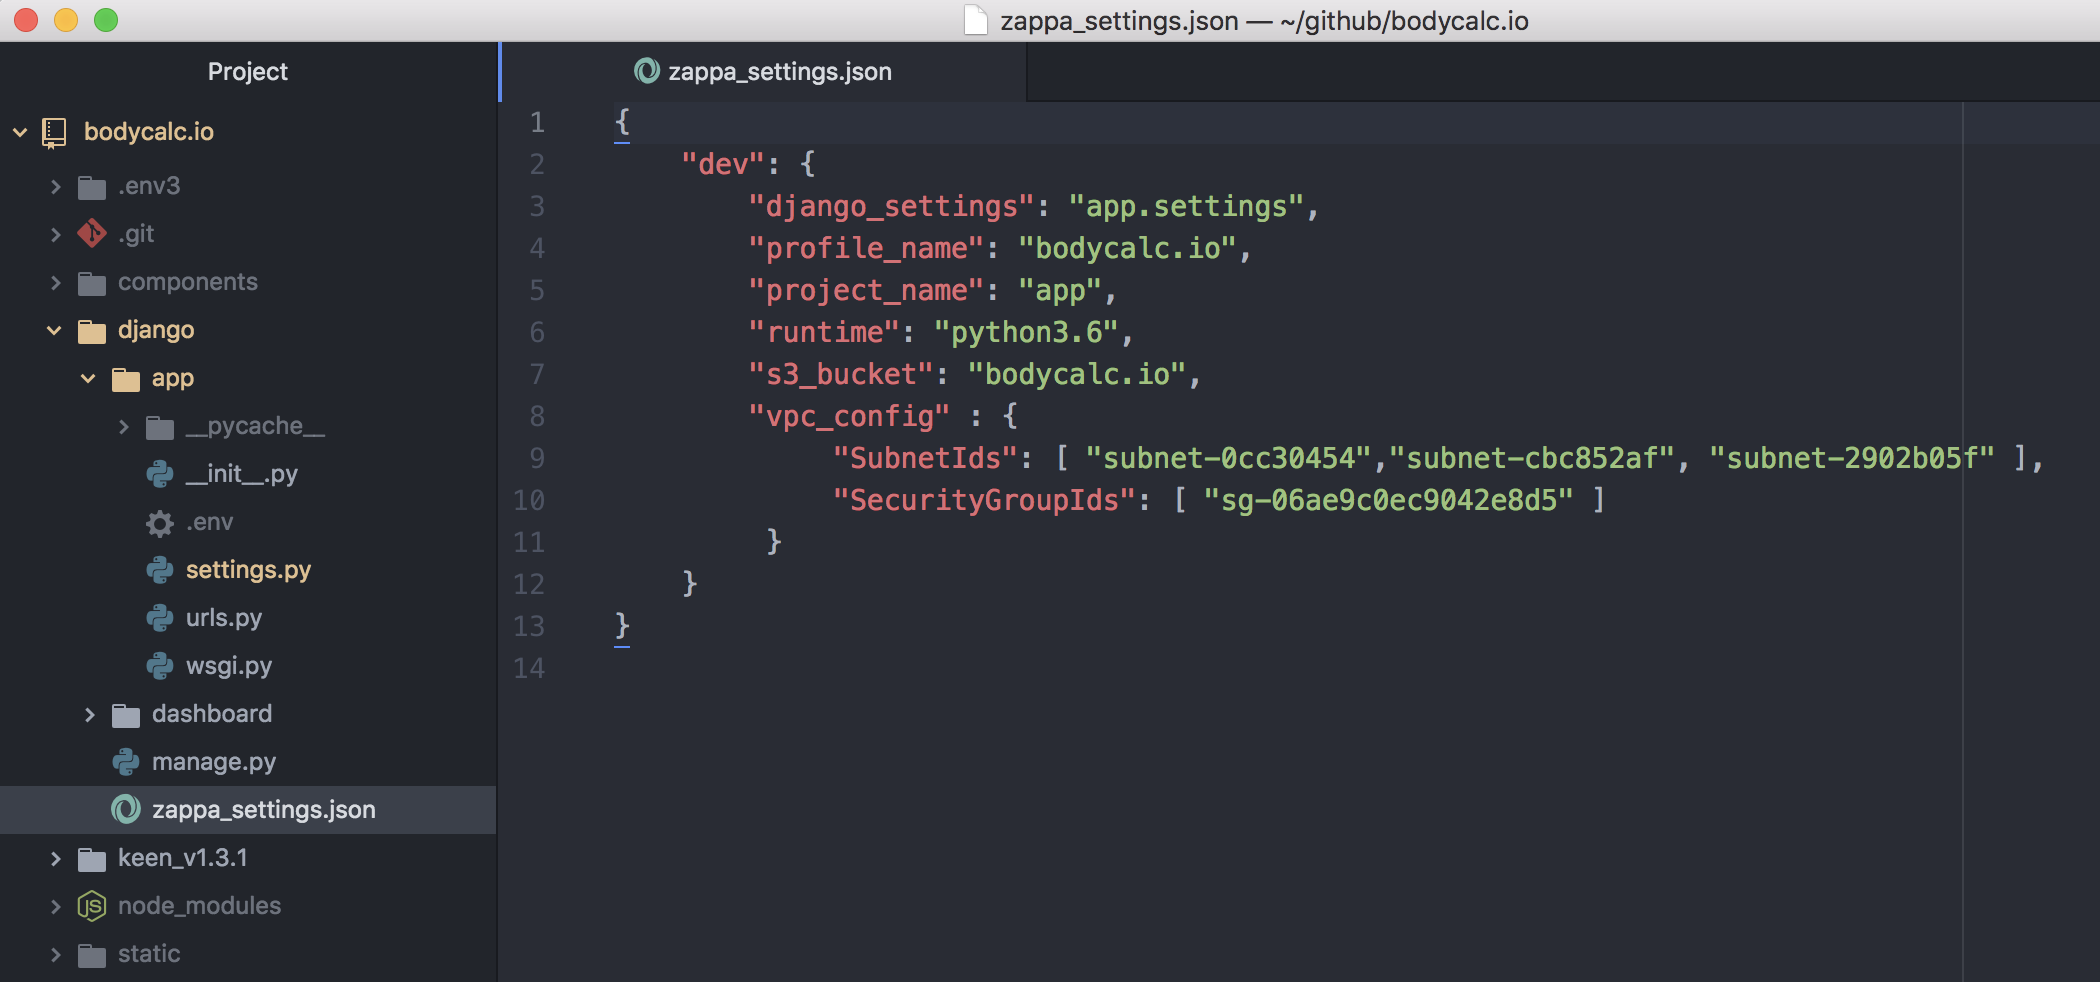 zappa_settings.json — ~/github/bodycalc.io
Project
bodycalc.io
.env3
.git
components
django
app
__pycache__
__init__.py
.env
settings.py
urls.py
wsgi.py
dashboard
manage.py
zappa_settings.json
keen_v1.3.1
JS node_modules
static
zappa_settings.json
1 {
2 "dev": {
3 "django_settings": "app.settings",
4 "profile_name": "bodycalc.io",
5 "project_name": "app",
6 "runtime": "python3.6",
7 "s3_bucket": "bodycalc.io",
8 "vpc_config" : {
9 "SubnetIds": [ "subnet-0cc30454","subnet-cbc852af", "subnet-2902b05f" ],
10 "SecurityGroupIds": [ "sg-06ae9c0ec9042e8d5" ]
11 }
12 }
13 }
14